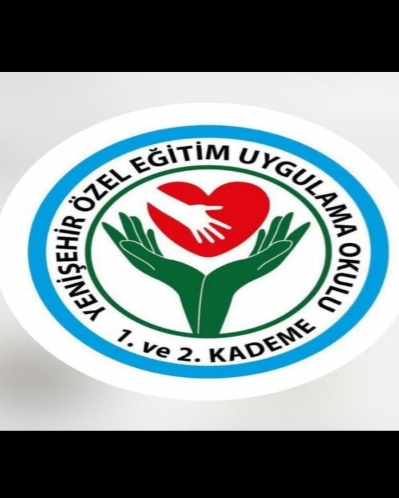 YENİŞEHİR ÖZEL EĞİTİM UYGULAMA OKULU
1. ve 2. KADEME